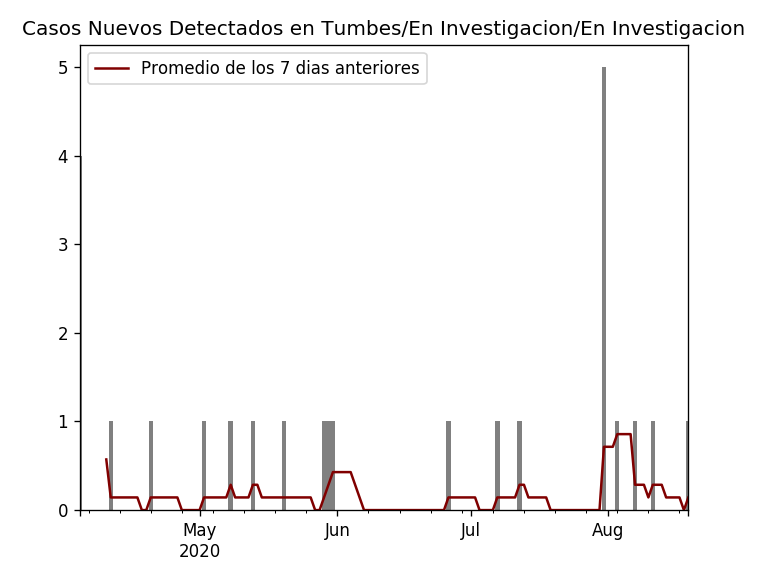 Casos Nuevos Detectados en Tumbes/En Investigacion/En Investigacion
Promedio de los 7 dias anteriores
5
4
3
2
1
0
May
2020
Jun
Jul
Aug